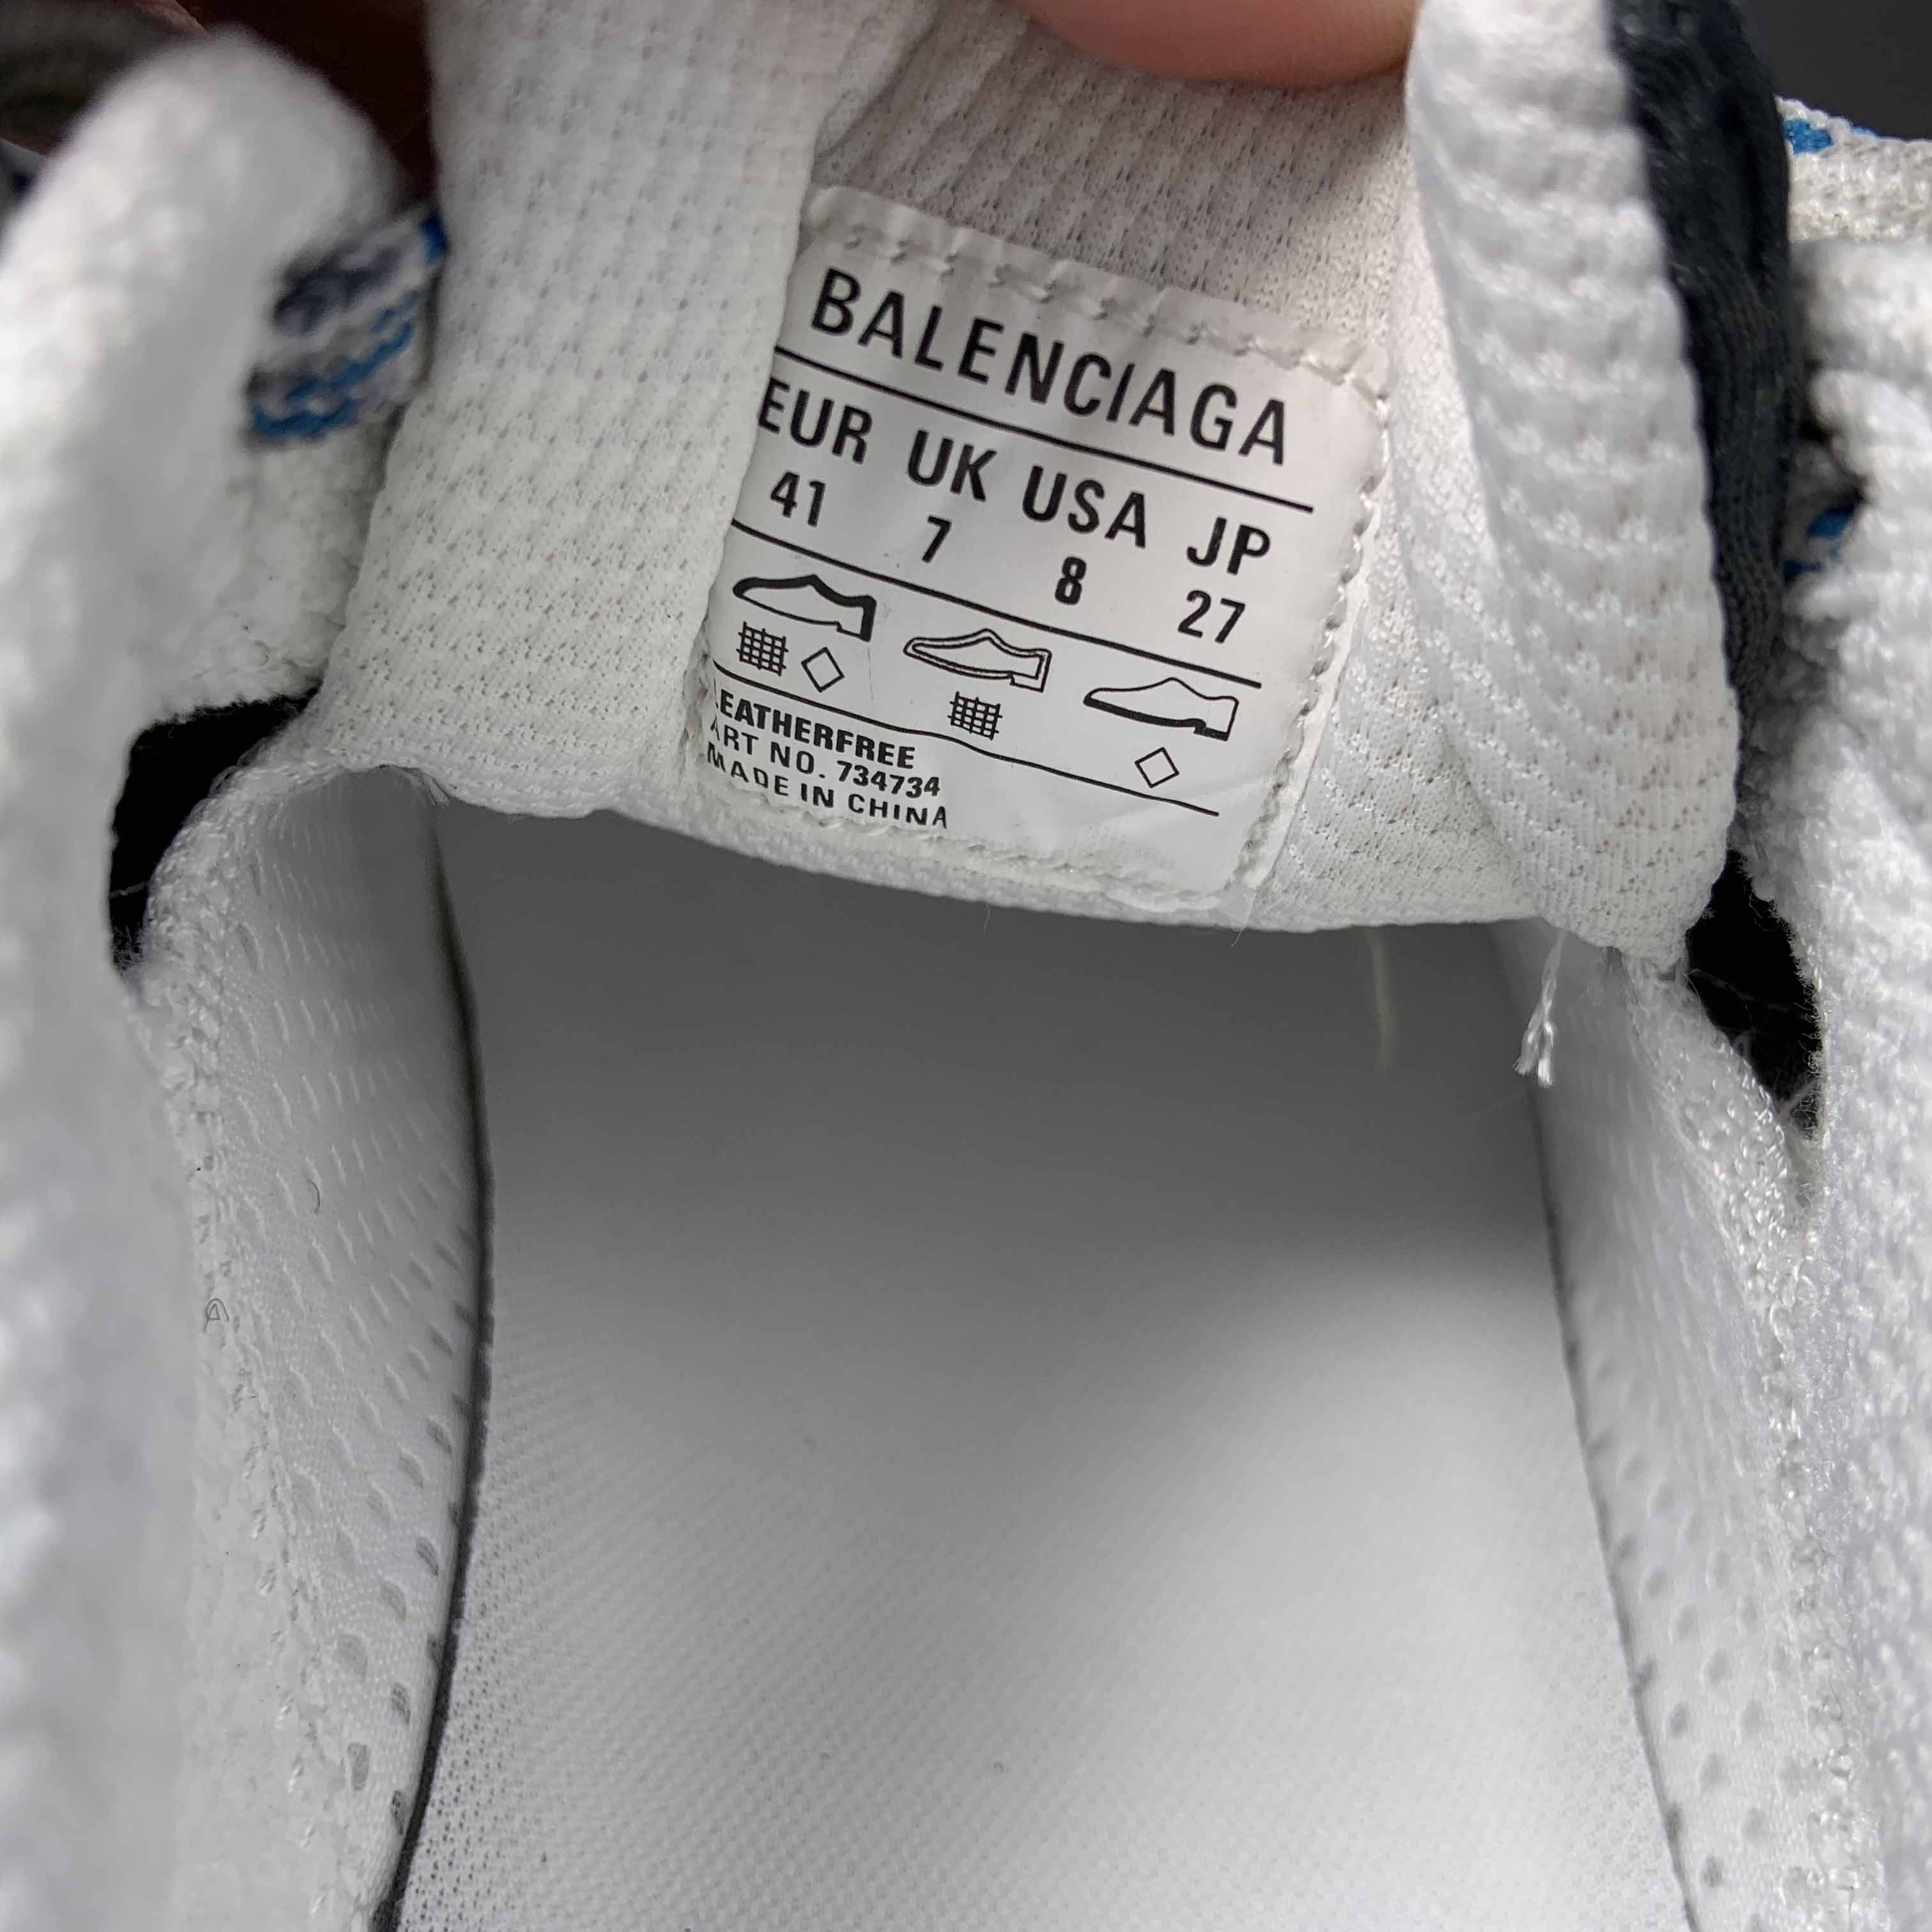 BALENCIAGA
EUR UK USA JP
41 7 8 27
LEATHERFREE
ART NO. 734734
MADE IN CHINA